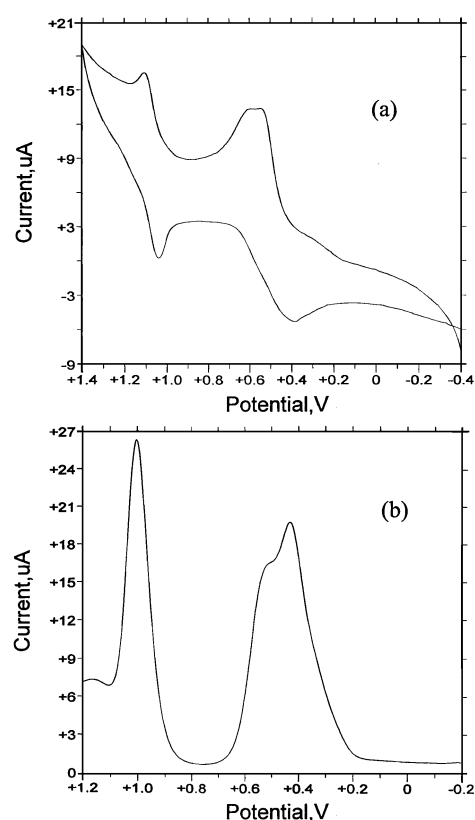 +21
+15
+9
+3
-3
-9
Current,uA
(a)
+1.4 +1.2 +1.0 +0.8 +0.6 +0.4 +0.2 0 -0.2 -0.4
Potential,V
+27
+24
+21
+18
+15
+12
+9
+6
+3
0
Current,uA
(b)
+1.2 +1.0 +0.8 +0.6 +0.4 +0.2 0 -0.2
Potential,V